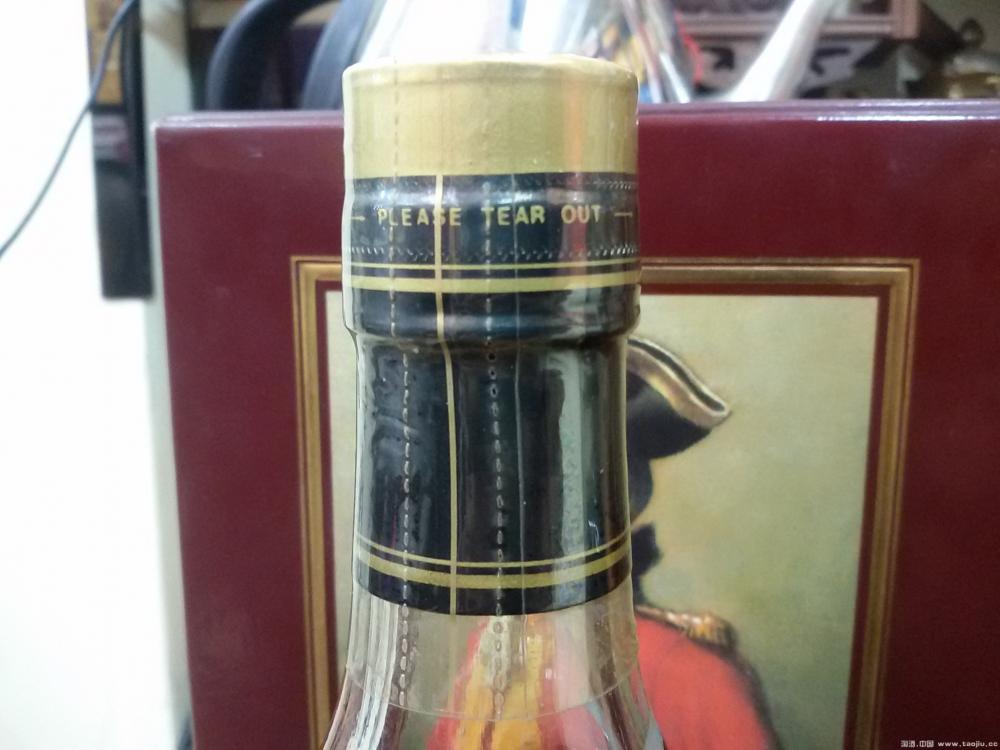 — PLEASE TEAR OUT —
淘酒.中国 www.taojiu.cc